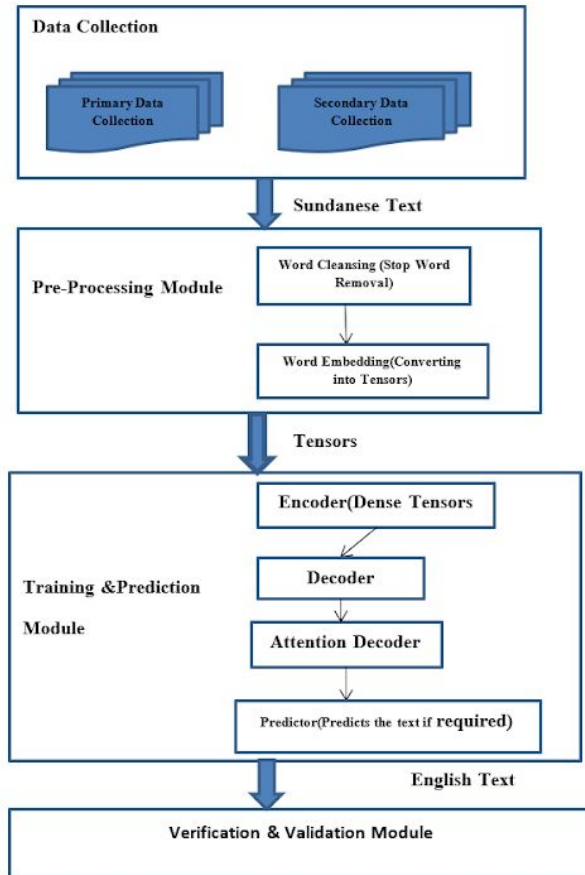 Data Collection
Primary Data
Collection
Secondary Data
Collection
Sundanese Text
Pre-Processing Module
Word Cleansing (Stop Word
Removal)
Word Embedding(Converting
into Tensors)
Tensors
Encoder(Dense Tensors
Training &Prediction
Module
Decoder
Attention Decoder
Predictor(Predicts the text if required)
English Text
Verification & Validation Module